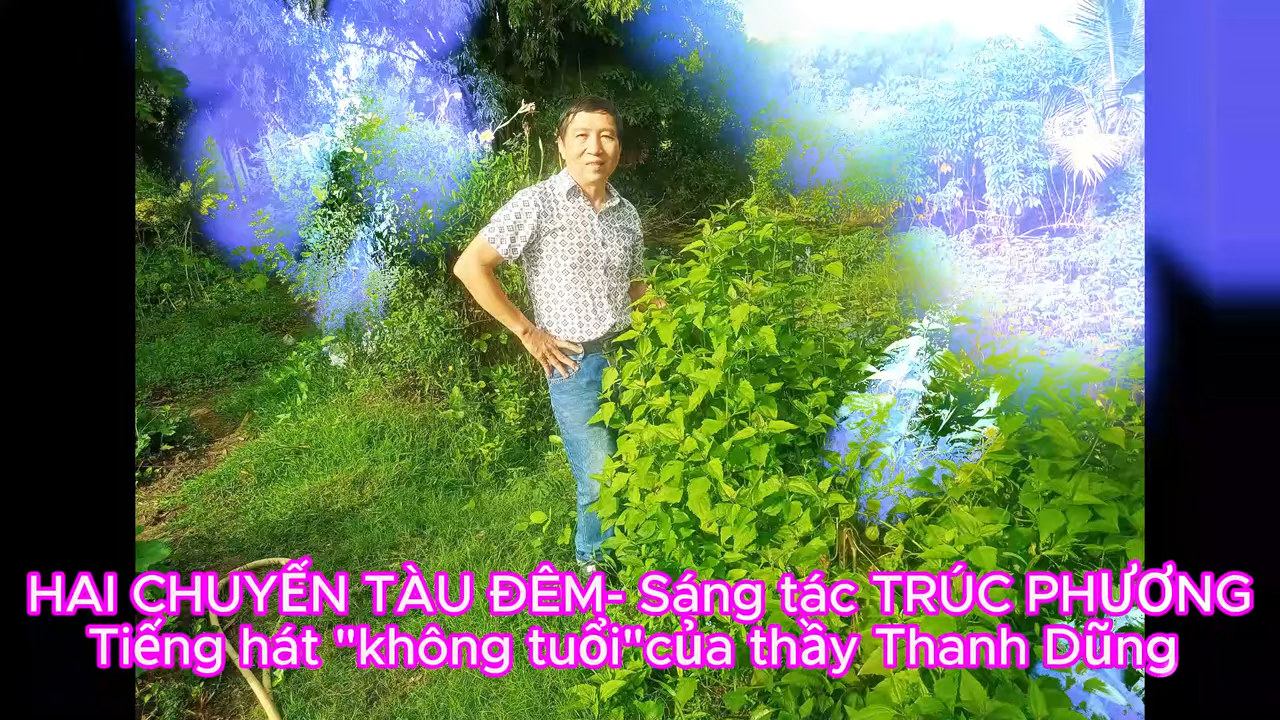 HAI CHUYẾN TÀU ĐÊM- Sáng tác TRÚC PHƯƠNG
Tiếng hát "không tuổi"của thầy Thanh Dũng